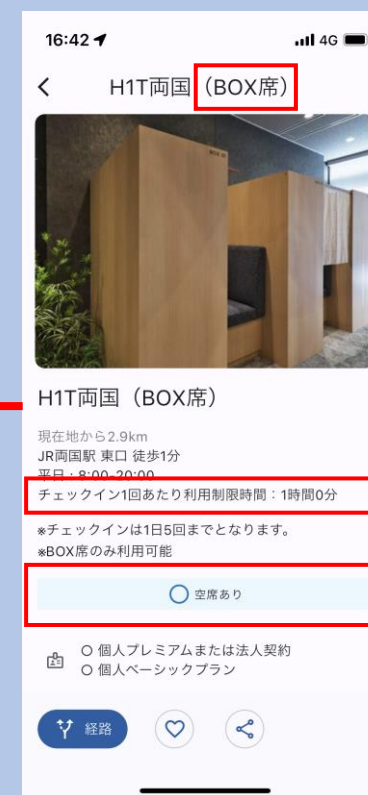 16:42
4G
H1T両国（BOX席）
H1T両国（BOX席）
現在地から2.9km
JR両国駅 東口 徒歩1分
平日：8:00-20:00
チェックイン1回あたり利用制限時間：1時間0分
※チェックインは1日5回までとなります。
※BOX席のみ利用可能
空席あり
○ 個人プレミアムまたは法人契約
○ 個人ベーシックプラン
経路